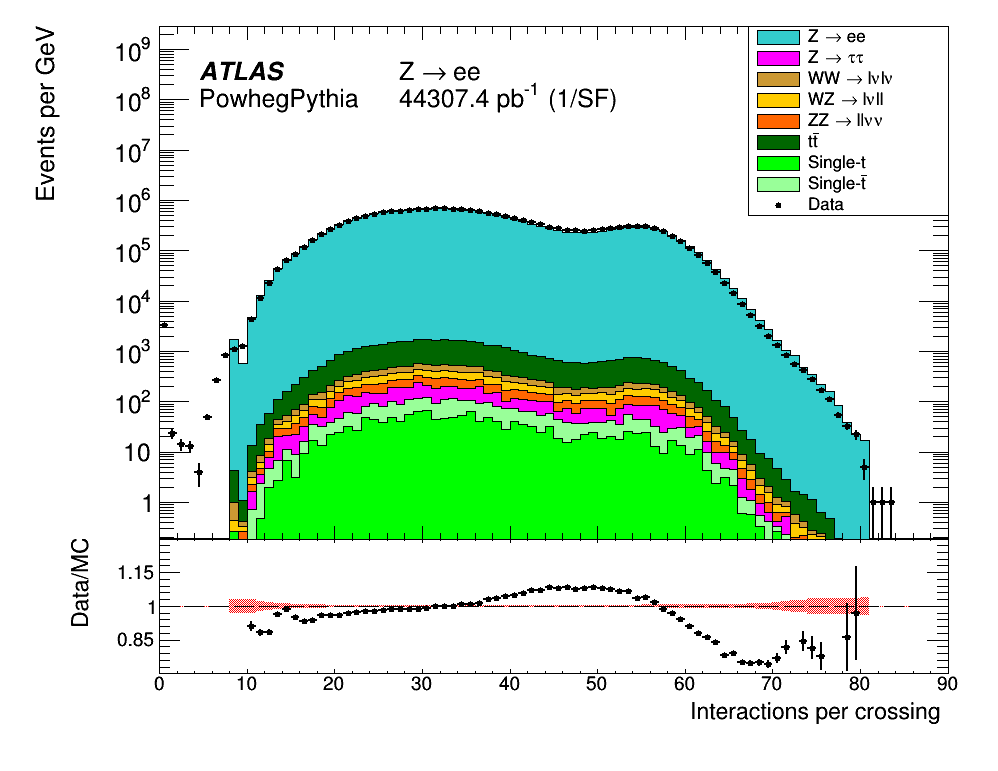 Events per GeV
10⁹
10⁸
10⁷
10⁶
10⁵
10⁴
10³
10²
10
1
ATLAS
PowhegPythia
Z → ee
44307.4 pb⁻¹ (1/SF)
Z → ee
Z → ττ
WW → lνlν
WZ → lνll
ZZ → llνν
tt̄
Single-t
Single-t̄
Data
Data/MC
1.15
1
0.85
0 10 20 30 40 50 60 70 80 90
Interactions per crossing